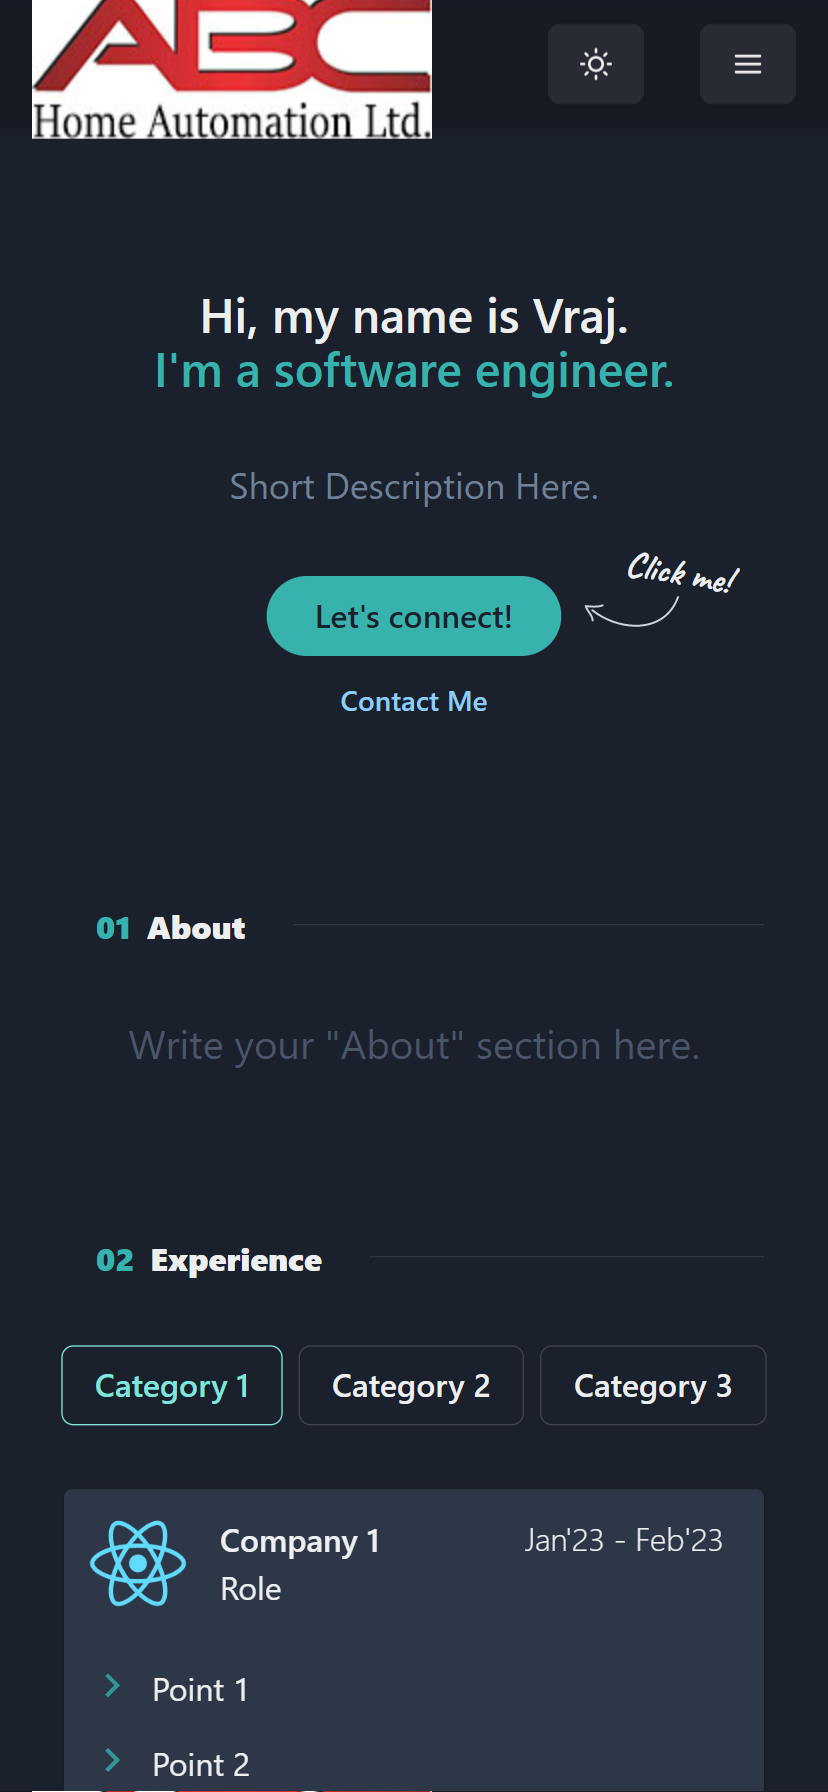 ABC
Home Automation Ltd.
Hi, my name is Vraj.
I'm a software engineer.
Short Description Here.
Click me!
Let's connect!
Contact Me
01 About
Write your "About" section here.
02 Experience
Category 1 Category 2 Category 3
Company 1 Jan'23 - Feb'23
Role
Point 1
Point 2